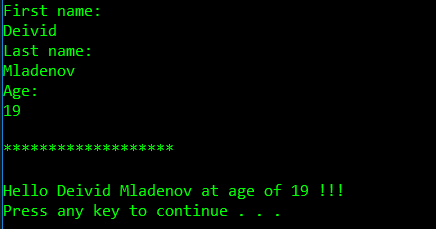 First name:
Deivid
Last name:
Mladenov
Age:
19
*******************
Hello Deivid Mladenov at age of 19 !!!
Press any key to continue . . .